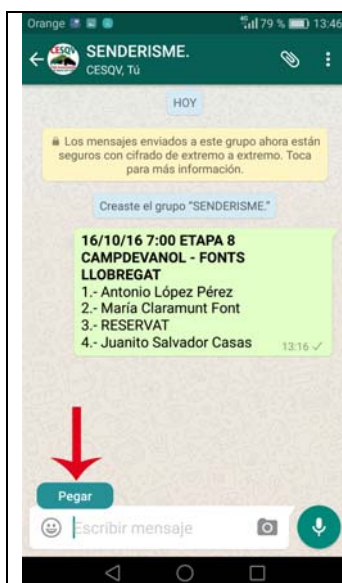 Orange 4G 79 % 13:46
CESQV SENDERISME.
CESQV, Tú
HOY
Los mensajes enviados a este grupo ahora están
seguros con cifrado de extremo a extremo. Toca
para más información.
Creaste el grupo "SENDERISME."
16/10/16 7:00 ETAPA 8
CAMPDEVANOL - FONTS
LLOBREGAT
1.- Antonio López Pérez
2.- María Claramunt Font
3.- RESERVAT
4.- Juanito Salvador Casas 13:16
Pegar
Escribir mensaje